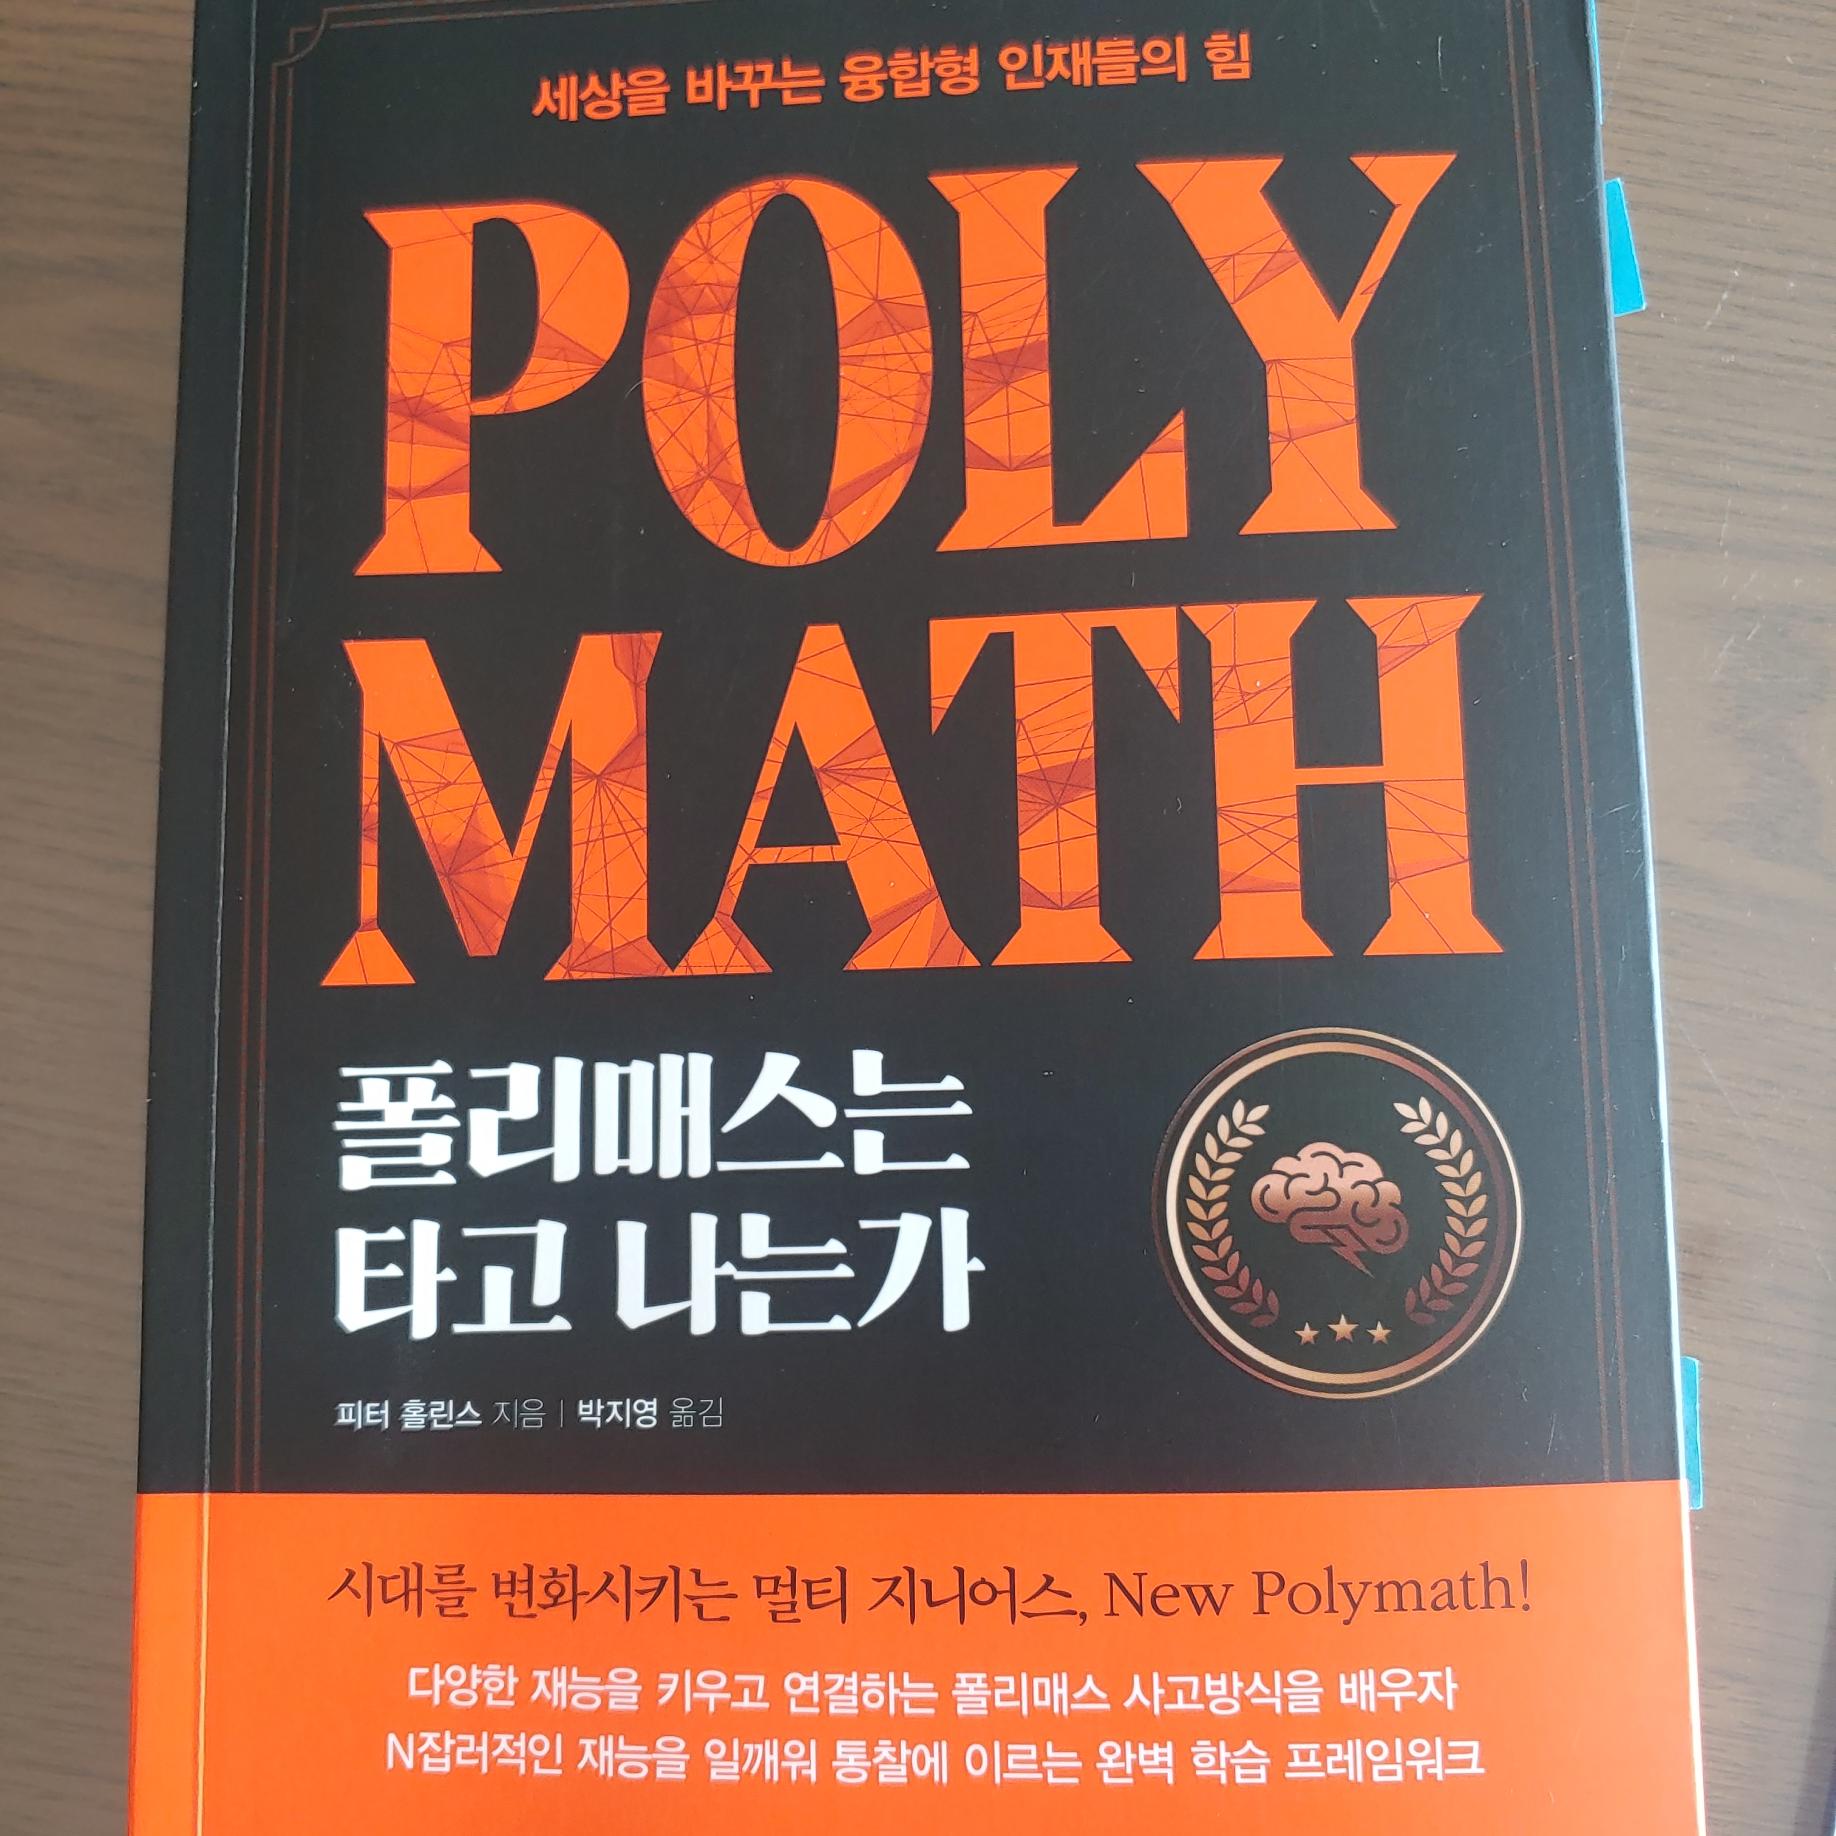 세상을 바꾸는 융합형 인재들의 힘
POLY
MATH
폴리매스는
타고 나는가
피터 홀린스 지음 | 박지영 옮김
시대를 변화시키는 멀티 지니어스, New Polymath!
다양한 재능을 키우고 연결하는 폴리매스 사고방식을 배우자
N잡러적인 재능을 일깨워 통찰에 이르는 완벽 학습 프레임워크